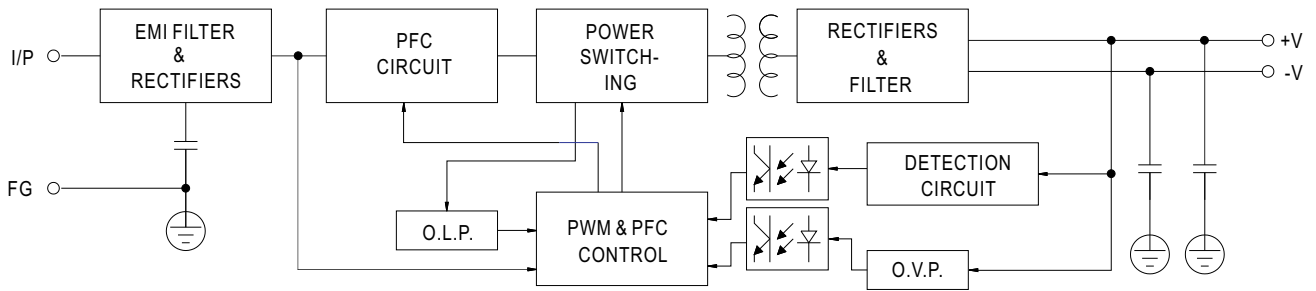 I/P
EMI FILTER
&
RECTIFIERS
PFC
CIRCUIT
POWER
SWITCH-
ING
RECTIFIERS
&
FILTER
+V
-V
FG
O.L.P.
PWM & PFC
CONTROL
DETECTION
CIRCUIT
O.V.P.